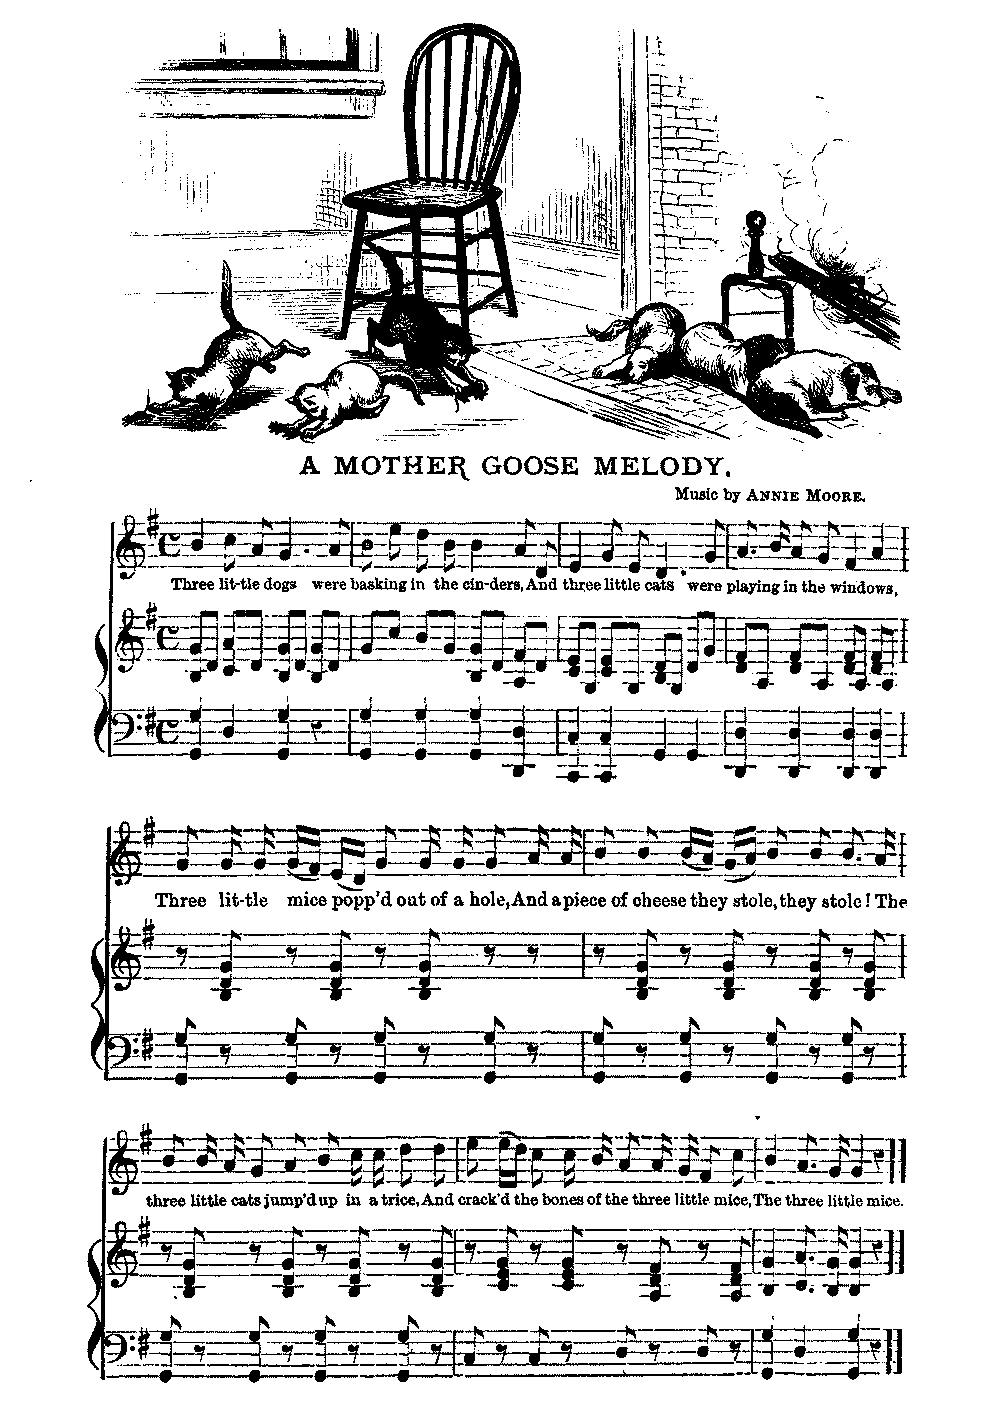 A MOTHER GOOSE MELODY.
Music by ANNIE MOORE.
Three lit-tle dogs were basking in the cin-ders, And three little cats were playing in the windows,
Three lit-tle mice popp'd out of a hole, And a piece of cheese they stole, they stole! The
three little cats jump'd up in a trice, And crack'd the bones of the three little mice, The three little mice.